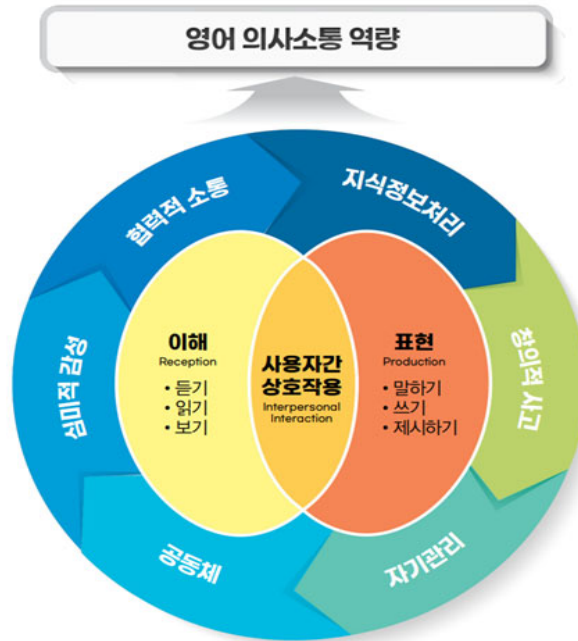 영어 의사소통 역량
협력적 소통
지식정보처리
창의적 사고
자기관리
공동체
심미적 감성
이해
Reception
• 듣기
• 읽기
• 보기
사용자간
상호작용
Interpersonal
Interaction
표현
Production
• 말하기
• 쓰기
• 제시하기